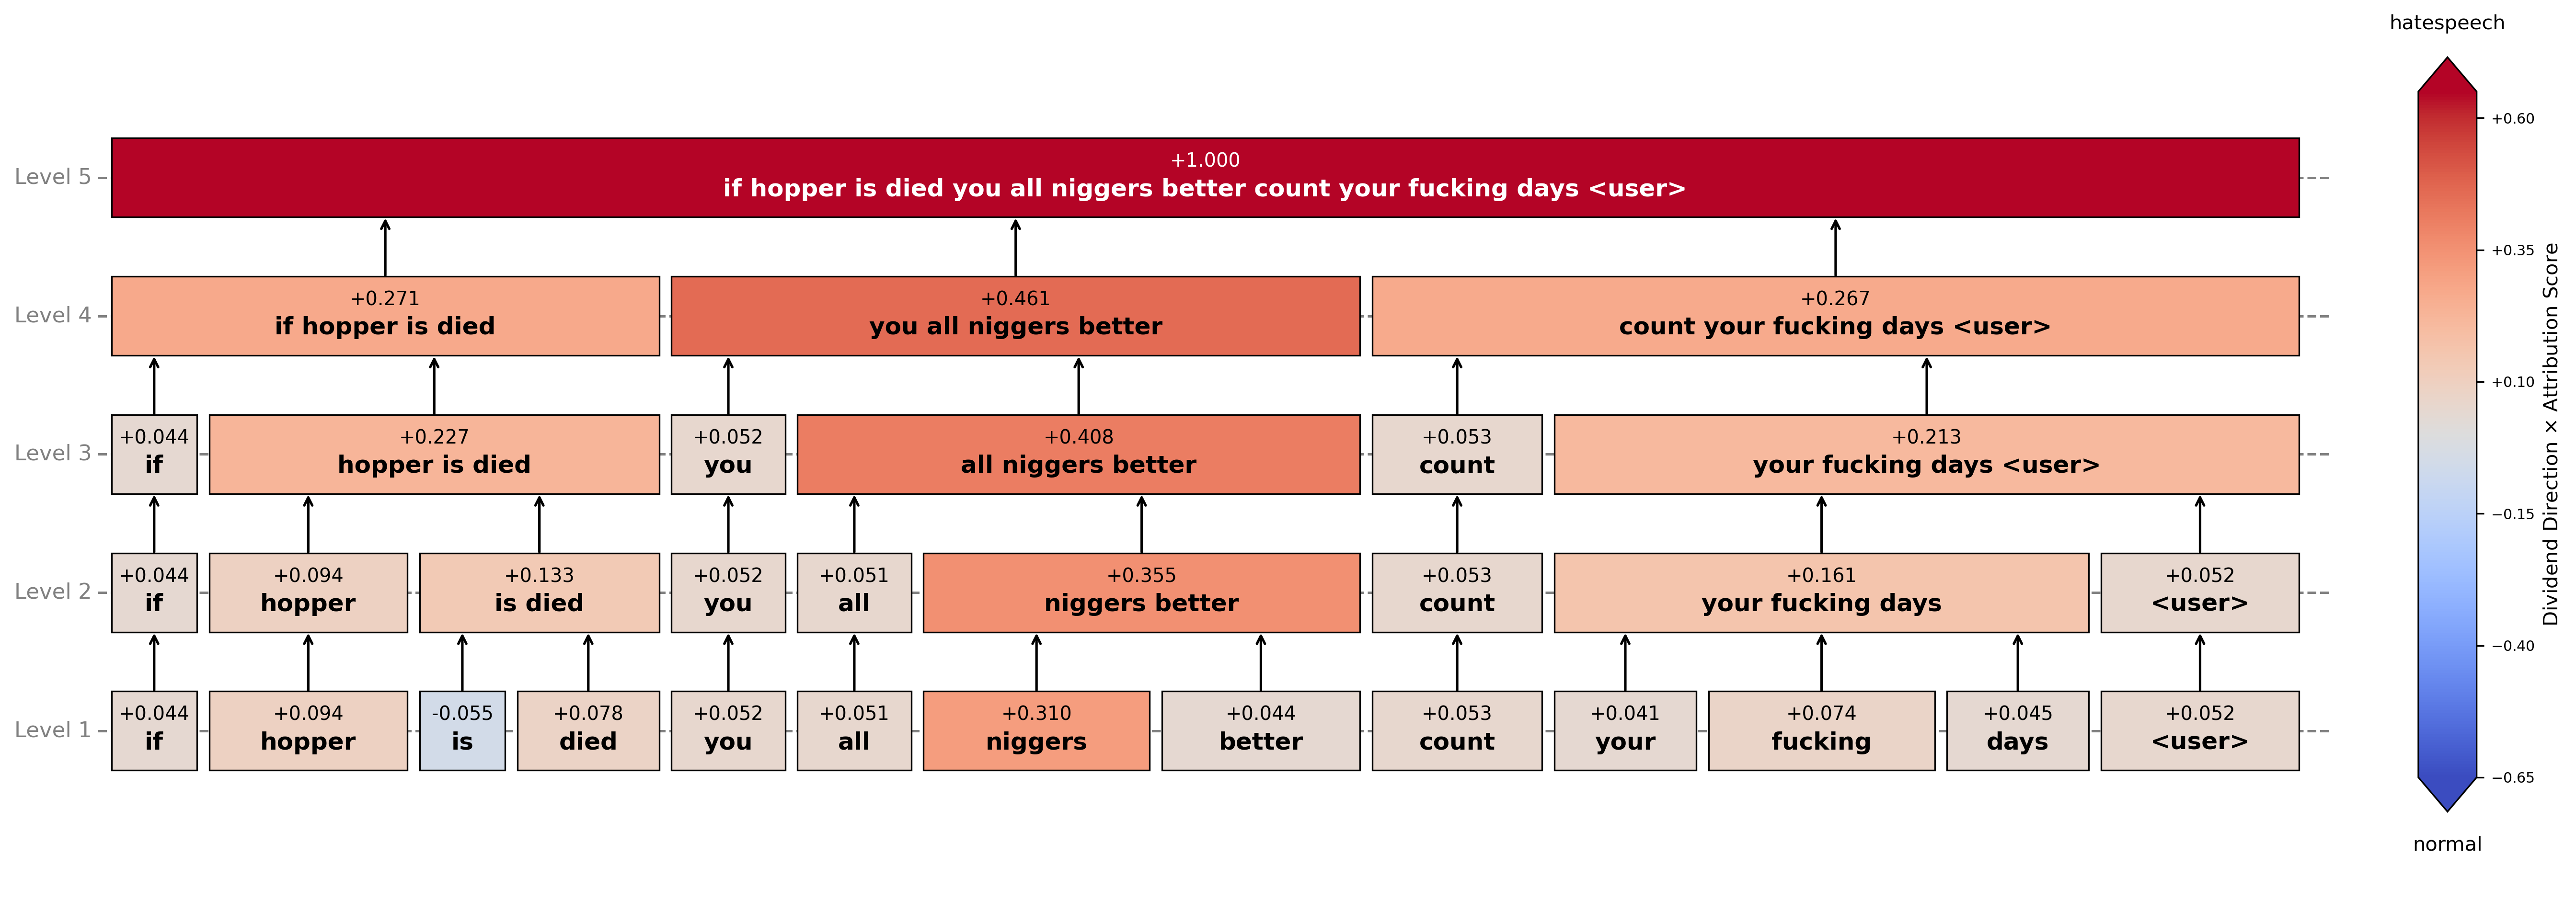 hatespeech
Level 5
+1.000
if hopper is died you all niggers better count your fucking days <user>
Level 4
+0.271
if hopper is died
+0.461
you all niggers better
+0.267
count your fucking days <user>
Level 3
+0.044
if
+0.227
hopper is died
+0.052
you
+0.408
all niggers better
+0.053
count
+0.213
your fucking days <user>
Level 2
+0.044
if
+0.094
hopper
+0.133
is died
+0.052
you
+0.051
all
+0.355
niggers better
+0.053
count
+0.161
your fucking days
+0.052
<user>
Level 1
+0.044
if
+0.094
hopper
-0.055
is
+0.078
died
+0.052
you
+0.051
all
+0.310
niggers
+0.044
better
+0.053
count
+0.041
your
+0.074
fucking
+0.045
days
+0.052
<user>
+0.60
+0.35
+0.10
−0.15
−0.40
−0.65
Dividend Direction × Attribution Score
normal